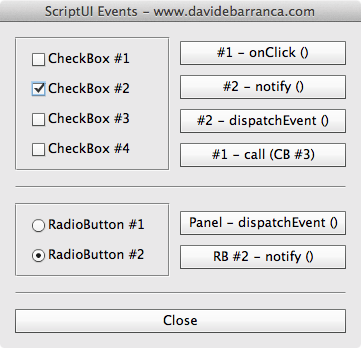 ScriptUI Events - www.davidebarranca.com
CheckBox #1
#1 - onClick ()
CheckBox #2
#2 - notify ()
CheckBox #3
#2 - dispatchEvent ()
CheckBox #4
#1 - call (CB #3)
RadioButton #1
Panel - dispatchEvent ()
RadioButton #2
RB #2 - notify ()
Close